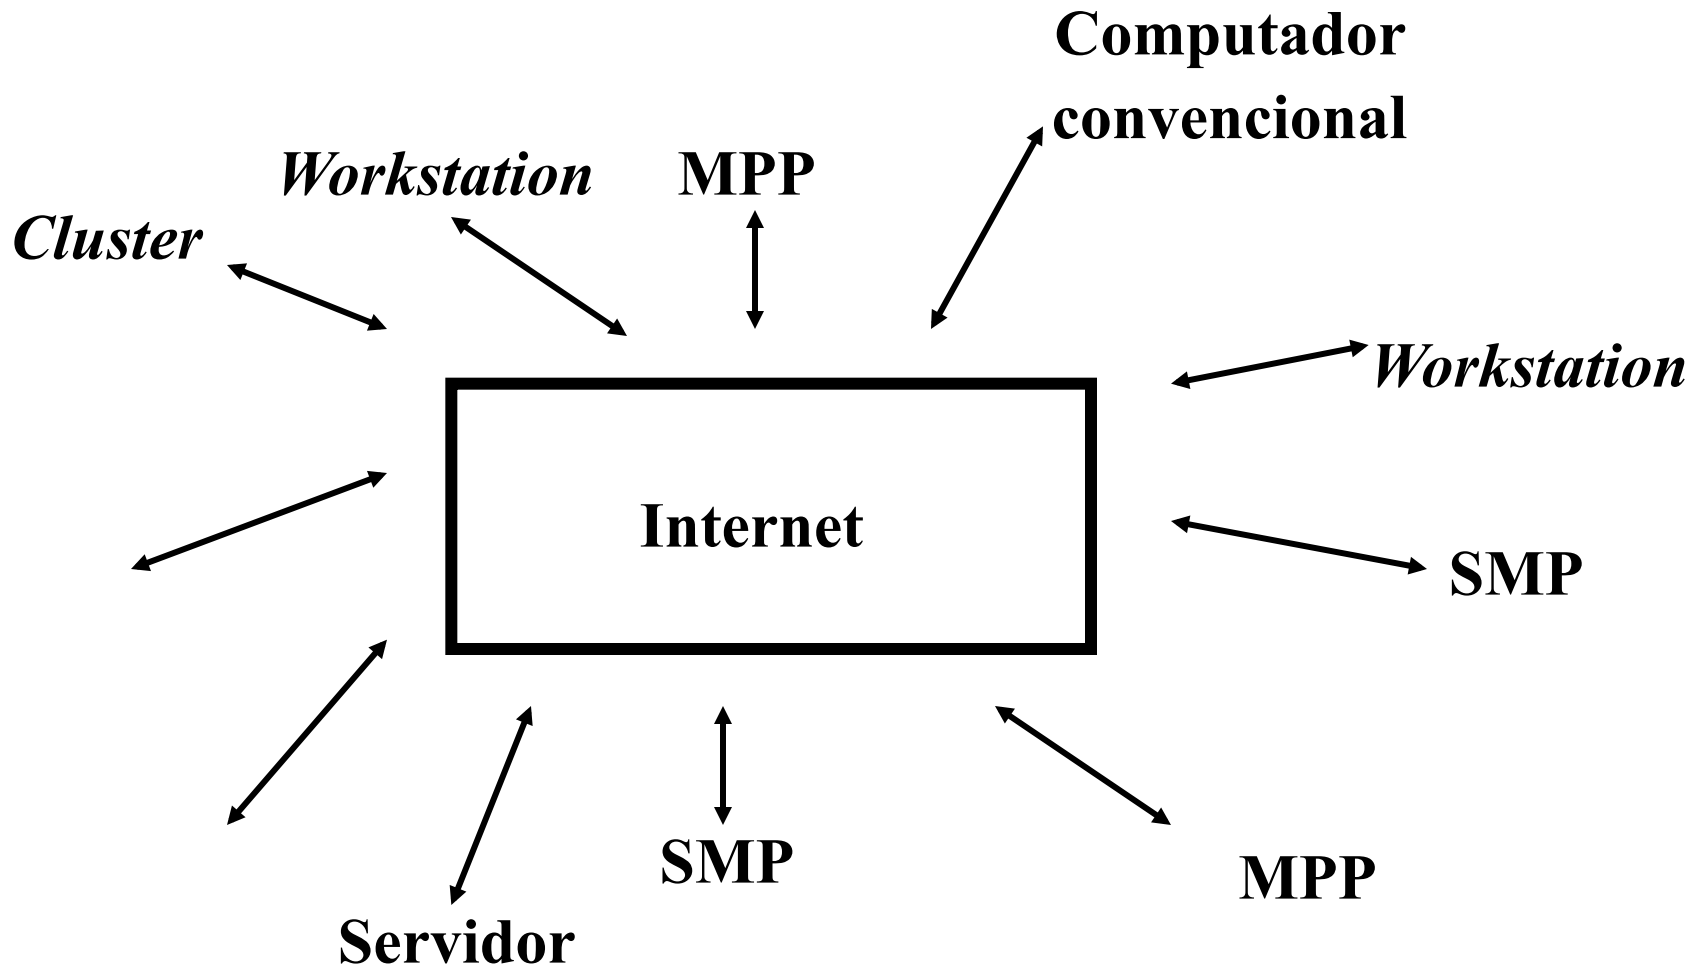 Computador
convencional
Workstation
MPP
Cluster
Workstation
Internet
SMP
SMP
MPP
Servidor